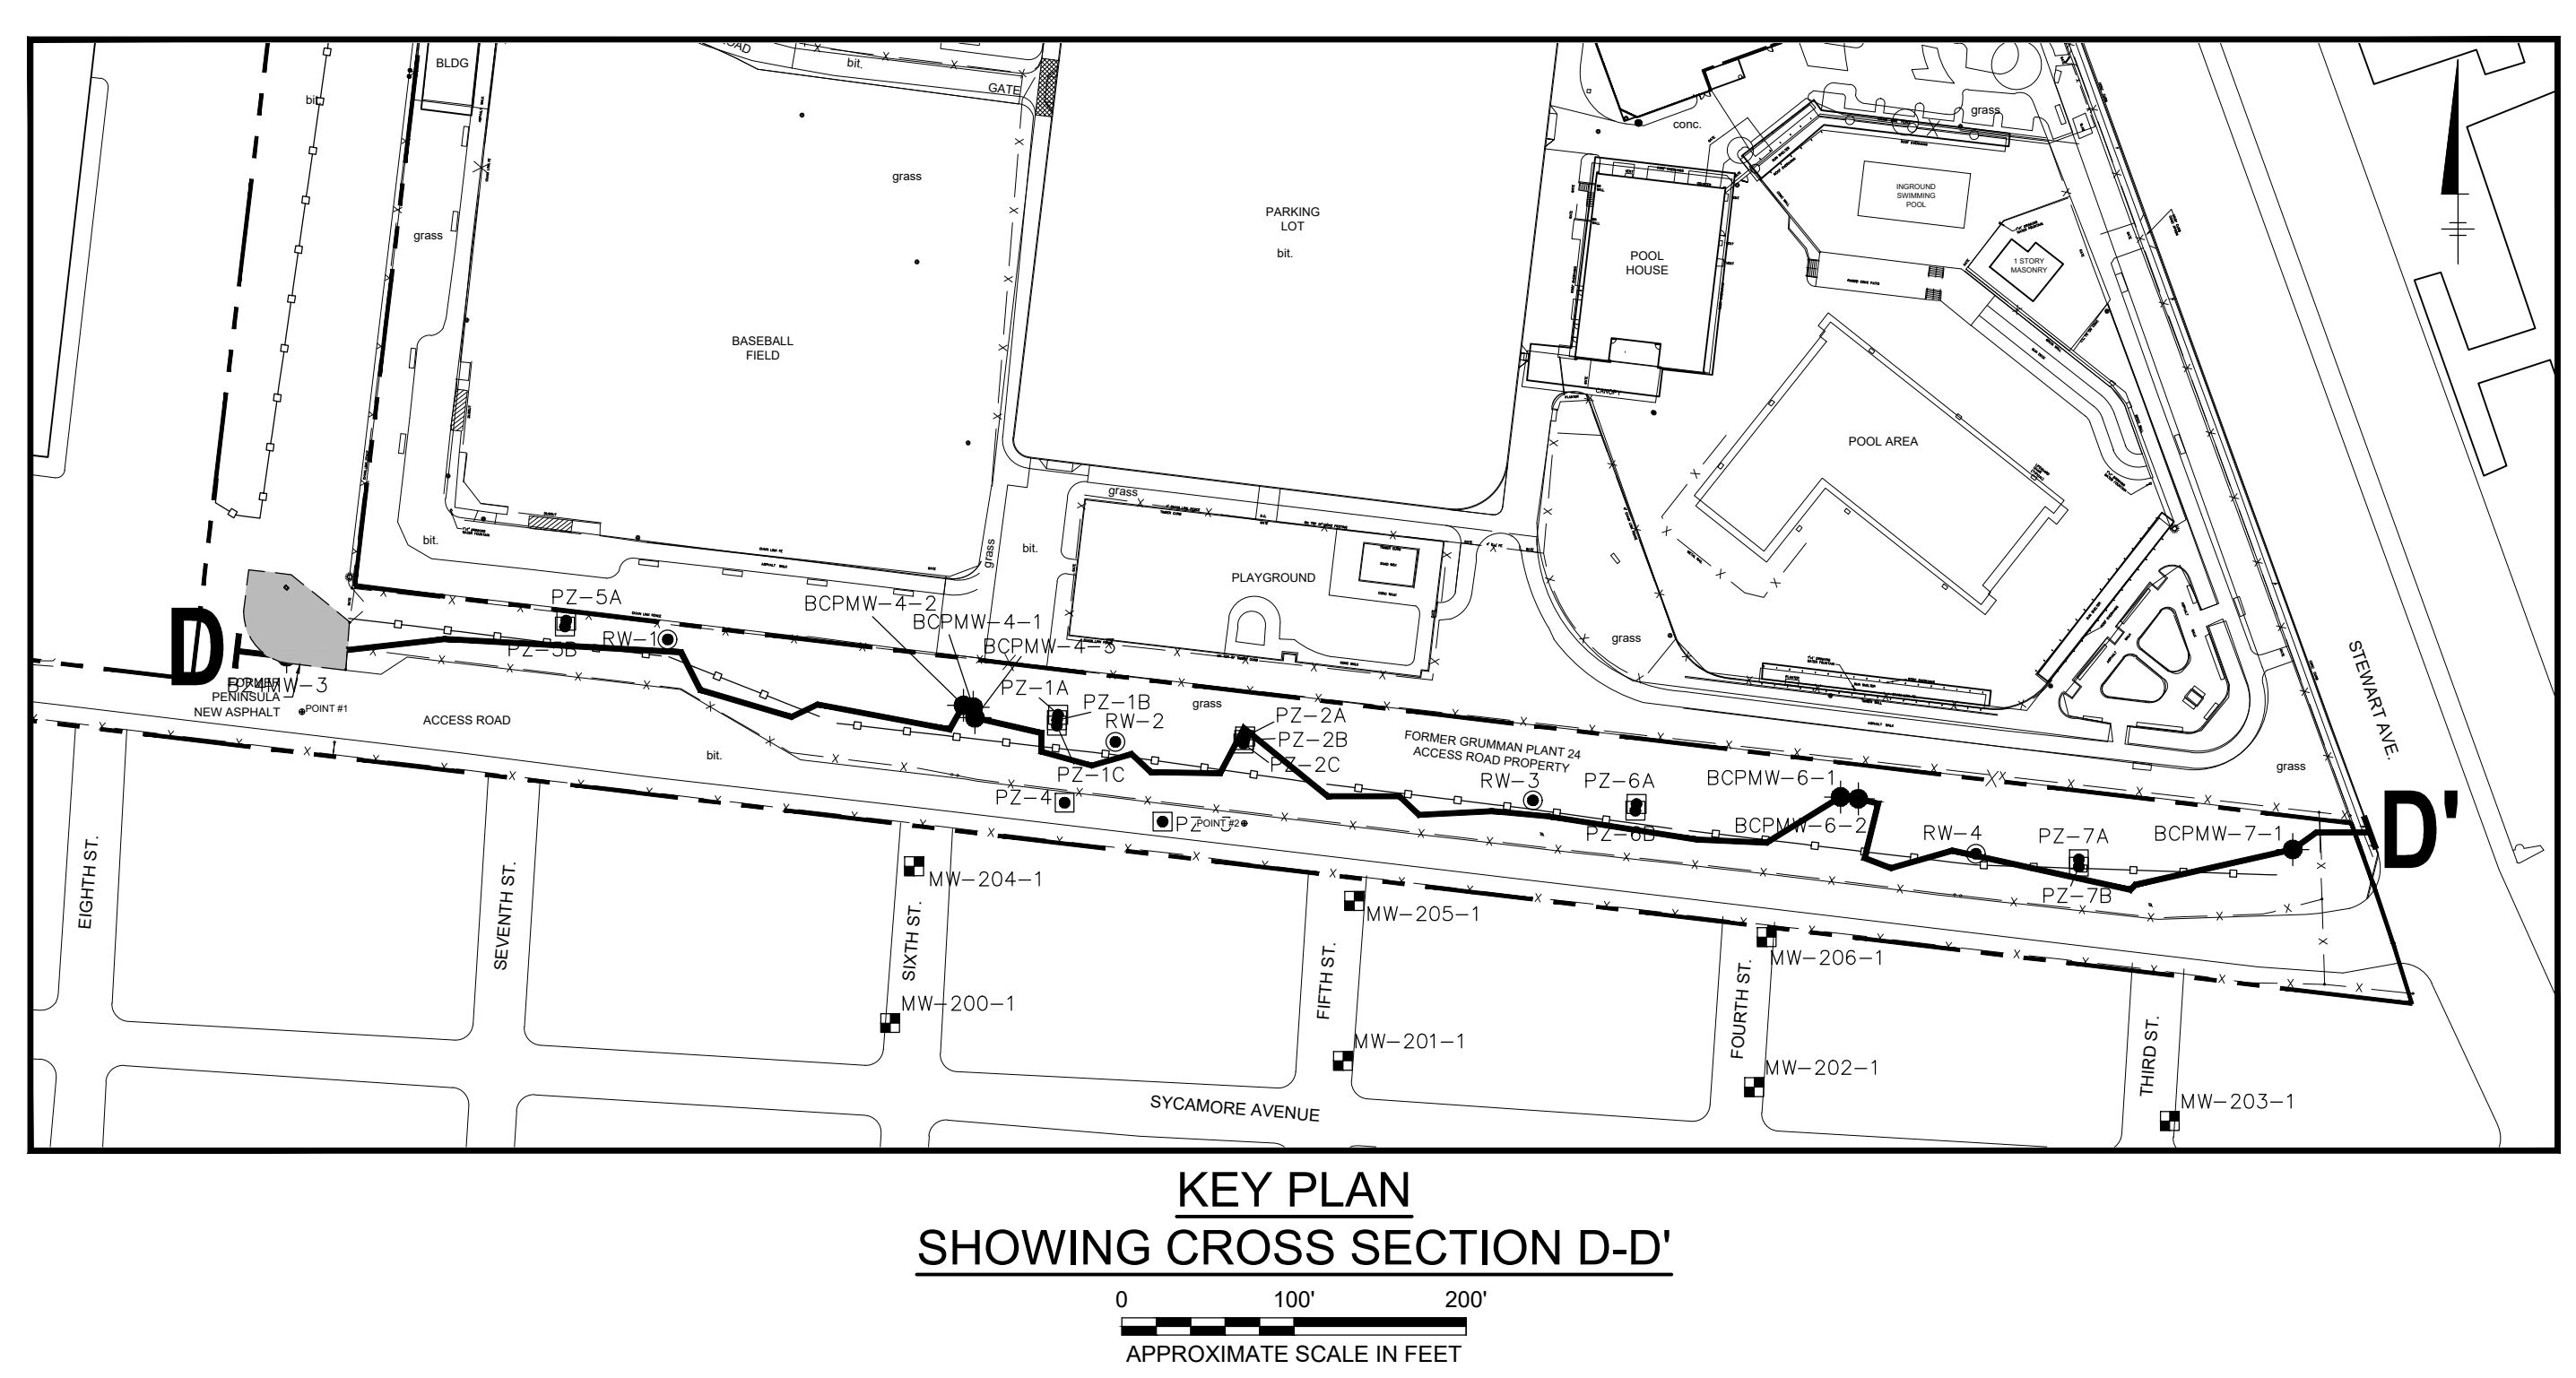 BLDG
bit.
GATE
grass
conc.
grass
bit.
grass
PARKING
LOT
bit.
INGROUND
SWIMMING
POOL
POOL
HOUSE
1 STORY
MASONRY
grass
BASEBALL
FIELD
CANOPY
POOL AREA
grass
bit.
grass
bit.
PLAYGROUND
PZ-5A
RW-1
BCPMW-4-2
BCPMW-4-1
BCPMW-4-3
grass
D
PENINSULA
NEW ASPHALT
POINT #1
ACCESS ROAD
bit.
PZ-1A
PZ-1B
RW-2
PZ-1C
PZ-4
grass
PZ-2A
PZ-2B
PZ-2C
POINT #2
FORMER GRUMMAN PLANT 24
ACCESS ROAD PROPERTY
RW-3
PZ-6A
PZ-6B
BCPMW-6-1
BCPMW-6-2
RW-4
PZ-7A
PZ-7B
BCPMW-7-1
grass
D'
STEWART AVE.
EIGHTH ST.
SEVENTH ST.
SIXTH ST.
FIFTH ST.
FOURTH ST.
THIRD ST.
MW-204-1
MW-205-1
MW-206-1
MW-200-1
MW-201-1
MW-202-1
MW-203-1
SYCAMORE AVENUE
KEY PLAN
SHOWING CROSS SECTION D-D'
0 100' 200'
APPROXIMATE SCALE IN FEET